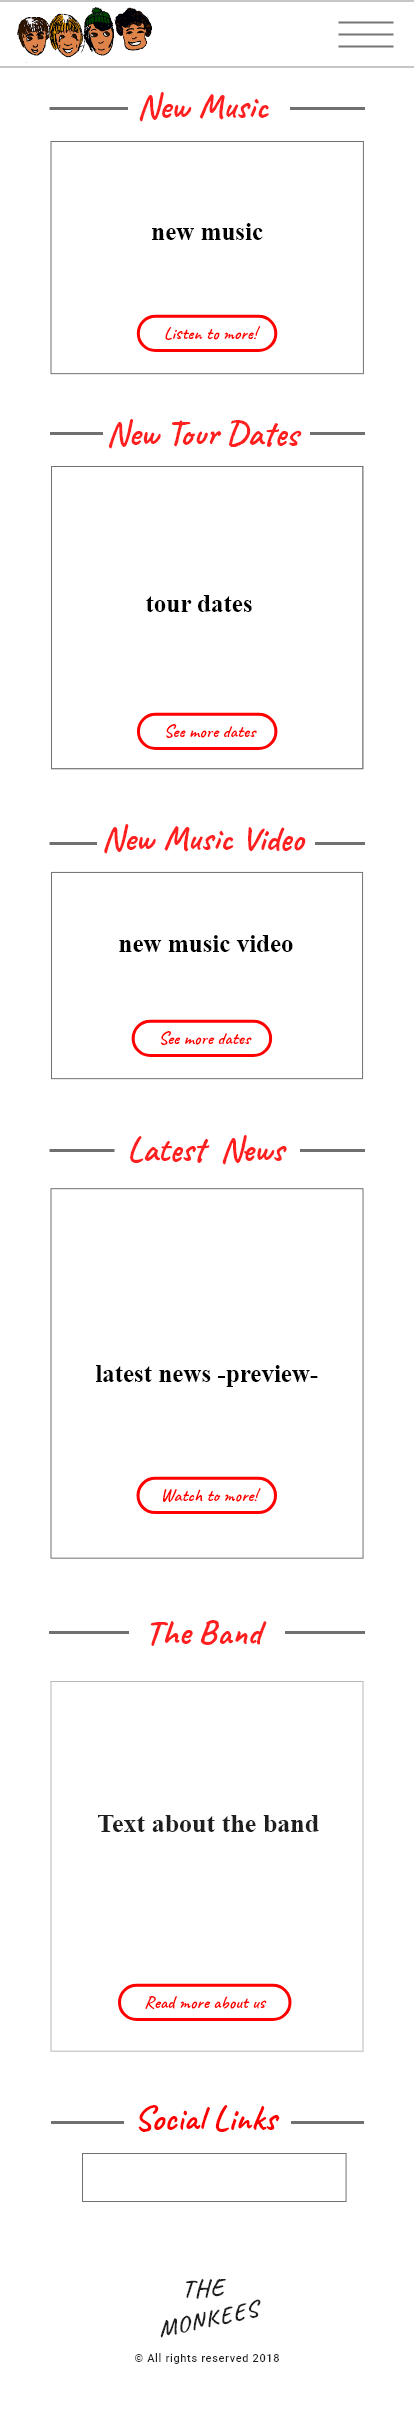 New Music
new music
Listen to more!
New Tour Dates
tour dates
See more dates
New Music Video
new music video
See more dates
Latest News
latest news -preview-
Watch to more!
The Band
Text about the band
Read more about us
Social Links
THE
MONKEES
© All rights reserved 2018